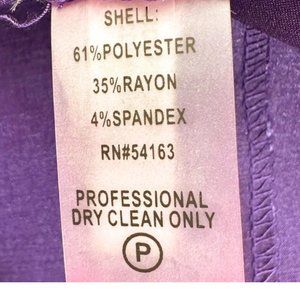 SHELL:
61%POLYESTER
35%RAYON
4%SPANDEX
RN#54163
PROFESSIONAL
DRY CLEAN ONLY
P